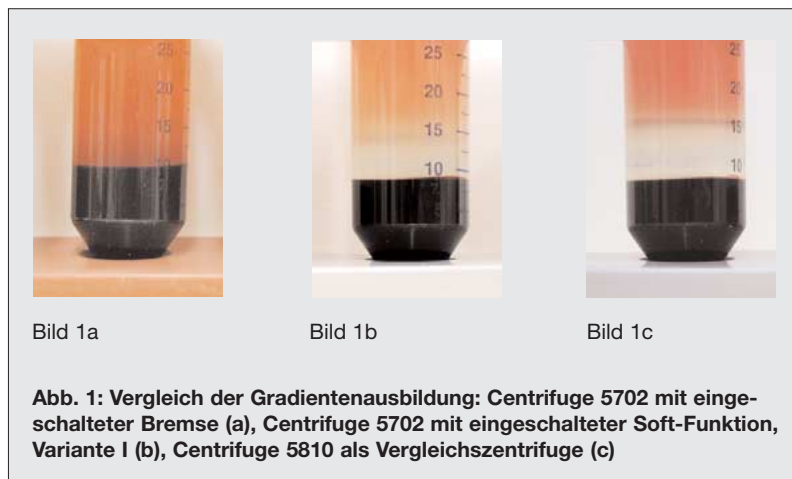 25
20
15
10
25
20
15
10
25
20
15
10
Bild 1a
Bild 1b
Bild 1c
Abb. 1: Vergleich der Gradientenausbildung: Centrifuge 5702 mit einge-
schalteter Bremse (a), Centrifuge 5702 mit eingeschalteter Soft-Funktion,
Variante I (b), Centrifuge 5810 als Vergleichszentrifuge (c)